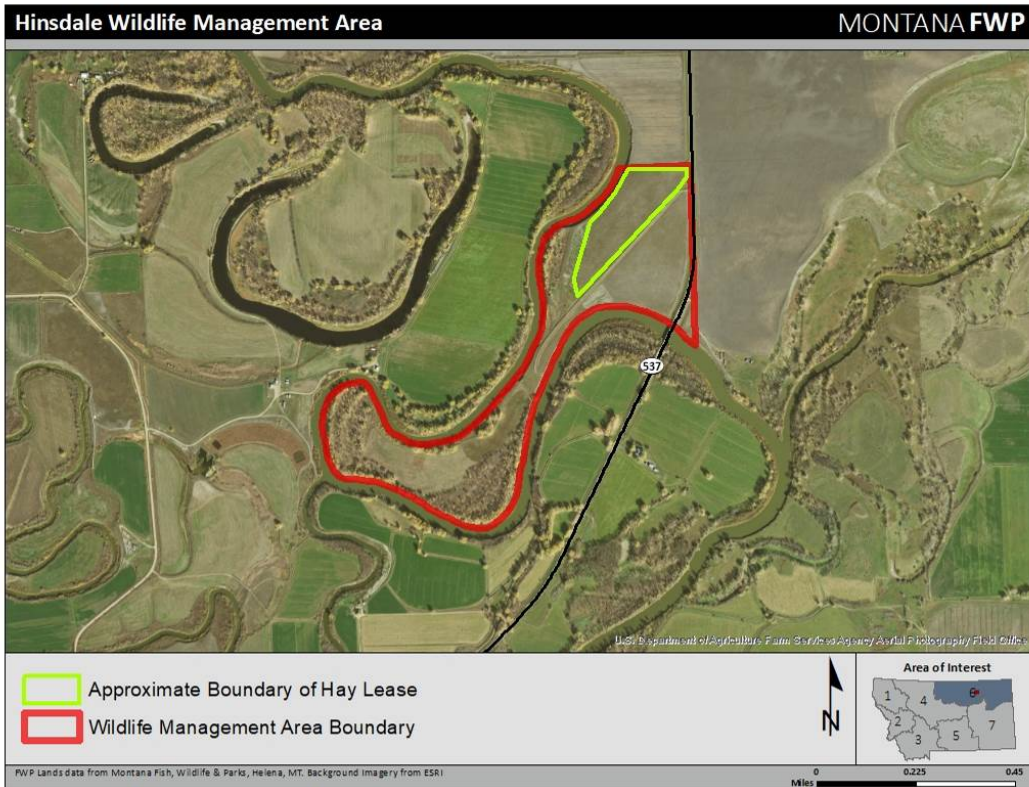 Hinsdale Wildlife Management Area
MONTANA FWP
537
U.S. Department of Agriculture Farm Services Agency Aerial Photography Field Office
Approximate Boundary of Hay Lease
Wildlife Management Area Boundary
N
Area of Interest
1
4
6
2
7
3
5
FWP Lands data from Montana Fish, Wildlife & Parks, Helena, MT. Background Imagery from ESRI
0 0.225 0.45
Miles